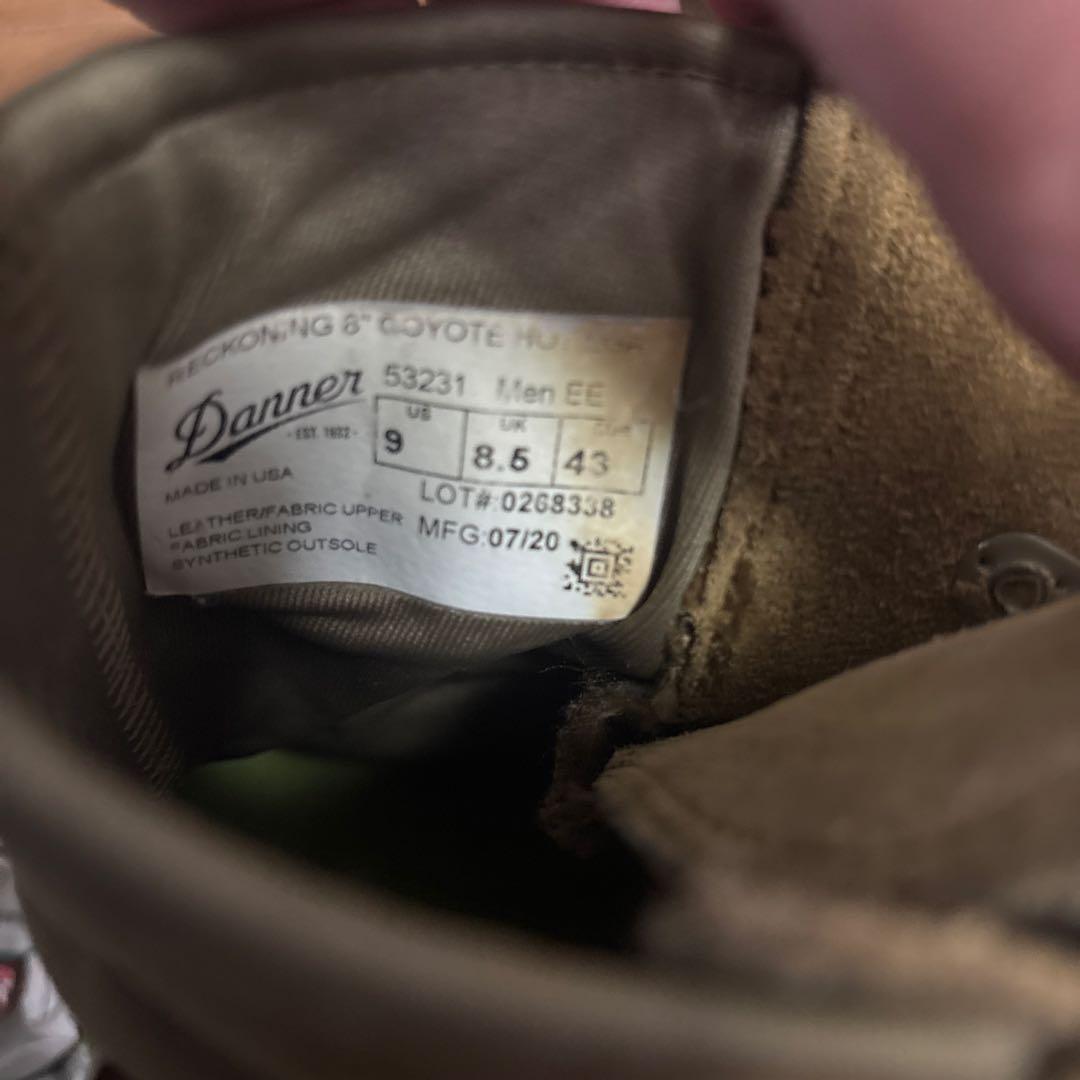 RECKONING 8" COYOTE
Danner
- EST. 1932 -
53231 Men EE
US UK
9 8.5 43
MADE IN USA
LOT#:0268338
LEATHER/FABRIC UPPER
FABRIC LINING
SYNTHETIC OUTSOLE
MFG:07/20